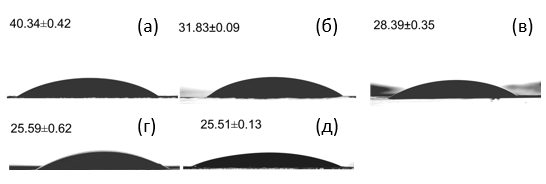 40.34±0.42 (а)
31.83±0.09 (б)
28.39±0.35 (в)
25.59±0.62 (г)
25.51±0.13 (д)